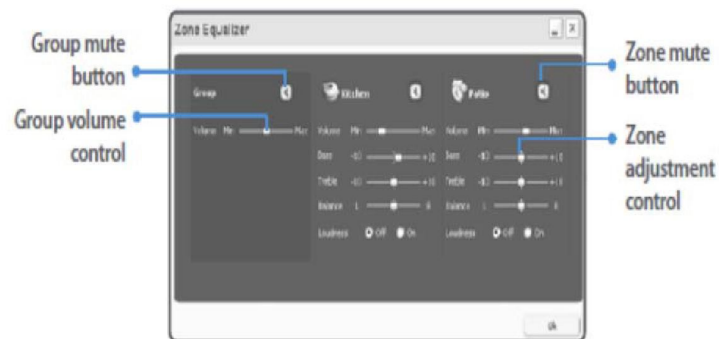 Zone Equalizer
Group mute
button
Group volume
control
Zone mute
button
Zone
adjustment
control
Group
Kitchen
Patio
Volume Min Max
Volume Min Max
Volume Min Max
Bass -10 +10
Bass -10 +10
Treble -10 +10
Treble -10 +10
Balance L R
Balance L R
Loudness Off On
Loudness Off On
Ok